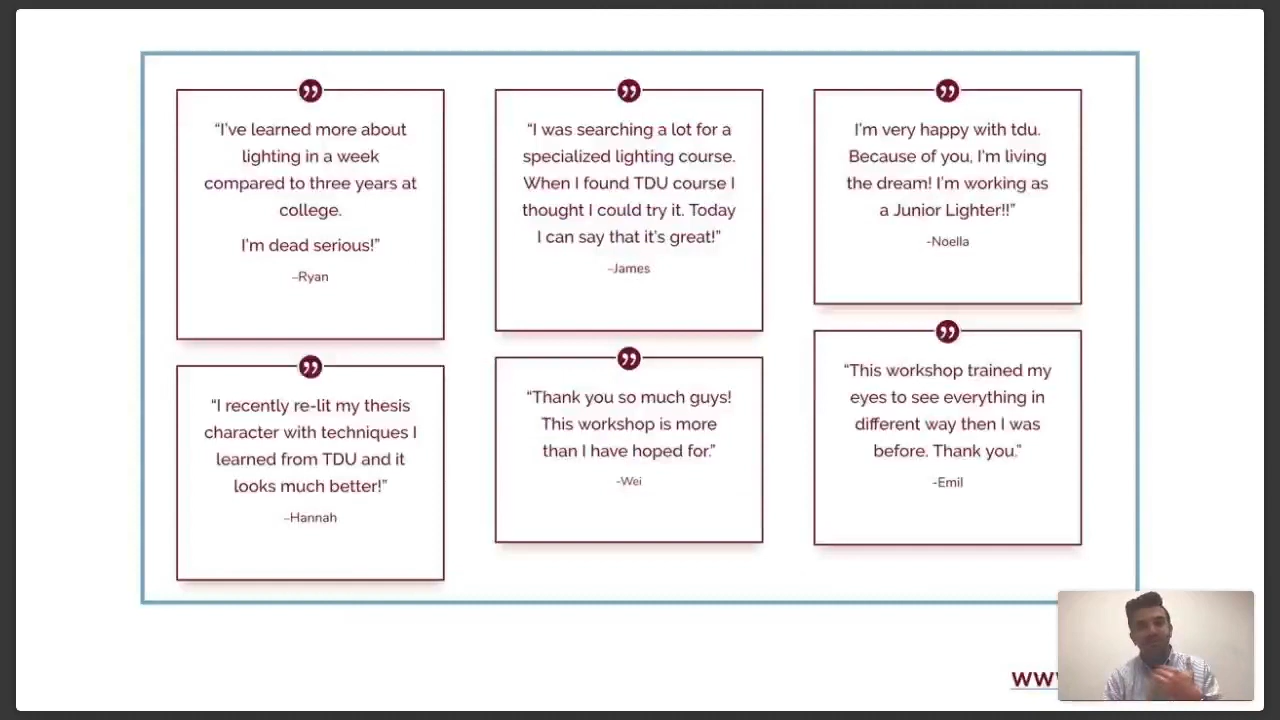 “I've learned more about
lighting in a week
compared to three years at
college.
I'm dead serious!”
–Ryan
“I was searching a lot for a
specialized lighting course.
When I found TDU course I
thought I could try it. Today
I can say that it's great!”
–James
I'm very happy with tdu.
Because of you, I'm living
the dream! I'm working as
a Junior Lighter!!”
-Noella
“I recently re-lit my thesis
character with techniques I
learned from TDU and it
looks much better!”
–Hannah
“Thank you so much guys!
This workshop is more
than I have hoped for.”
-Wei
“This workshop trained my
eyes to see everything in
different way then I was
before. Thank you.”
-Emil